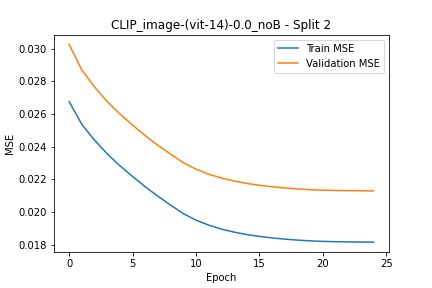 CLIP_image-(vit-14)-0.0_noB - Split 2
Train MSE
Validation MSE
0.030
0.028
0.026
0.024
0.022
0.020
0.018
MSE
0 5 10 15 20 25
Epoch